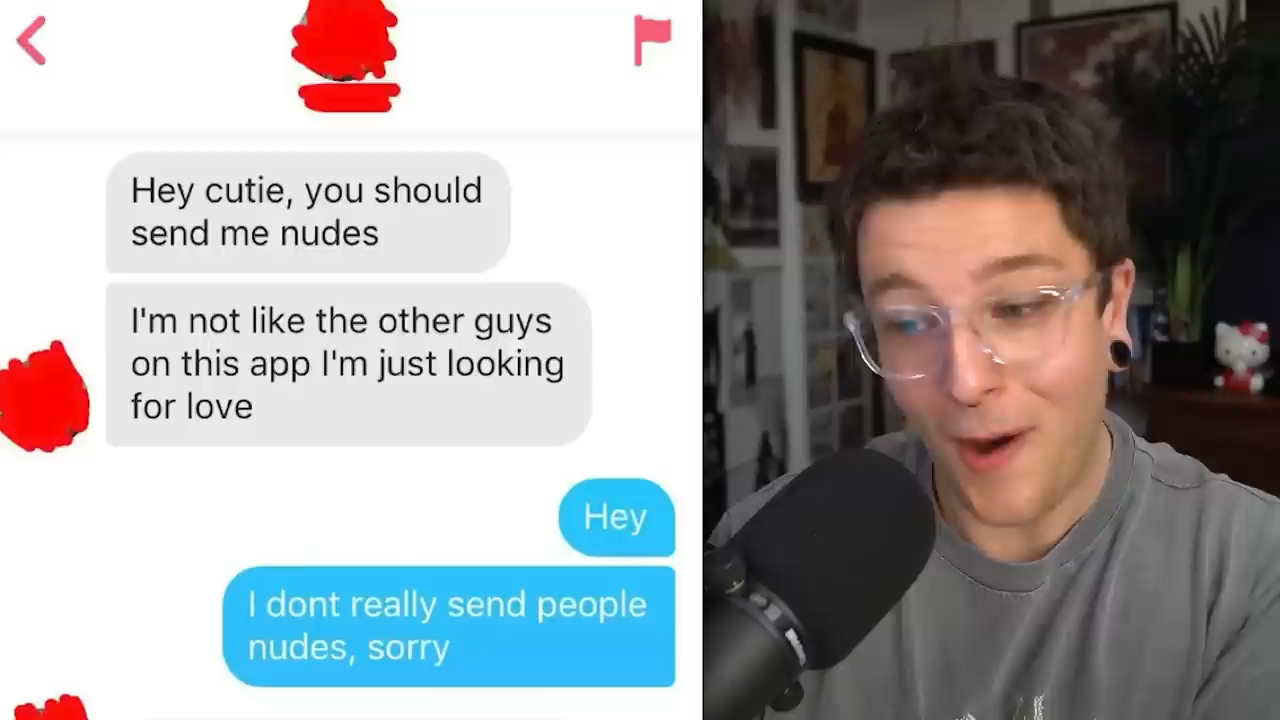 Hey cutie, you should
send me nudes
I'm not like the other guys
on this app I'm just looking
for love
Hey
I dont really send people
nudes, sorry